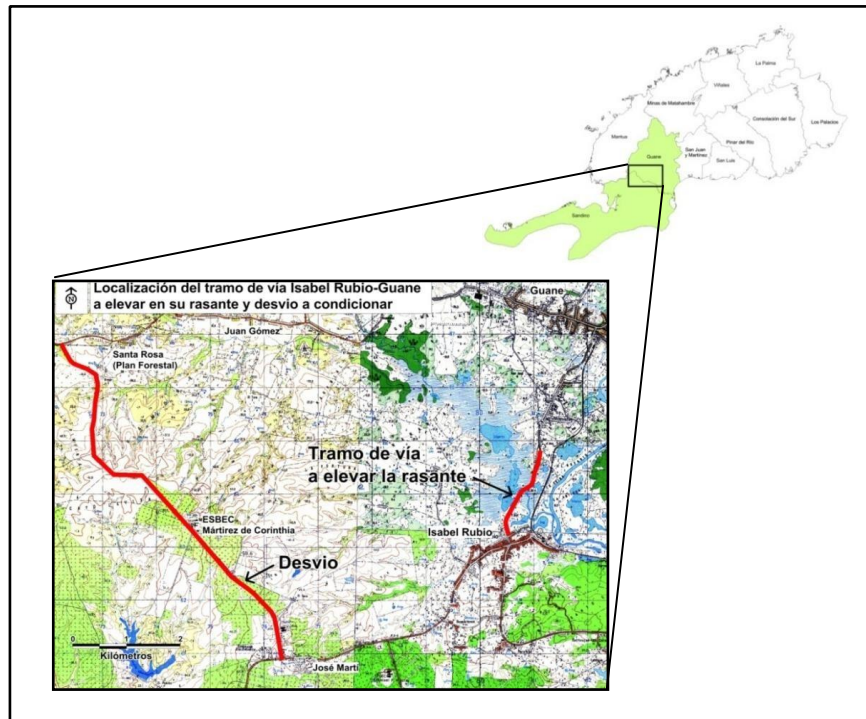 La Palma
Viñales
Minas de Matahambre
Consolación del Sur
Los Palacios
Mantua
Pinar del Río
San Juan
y Martínez
Guane
San Luis
Sandino
Localización del tramo de vía Isabel Rubio-Guane
a elevar en su rasante y desvio a condicionar
N
Guane
Juan Gómez
Santa Rosa
(Plan Forestal)
Tramo de vía
a elevar la rasante
ESBEC
Mártirez de Corinthia
Isabel Rubio
Desvio
0 1 2
Kilómetros
José Martí